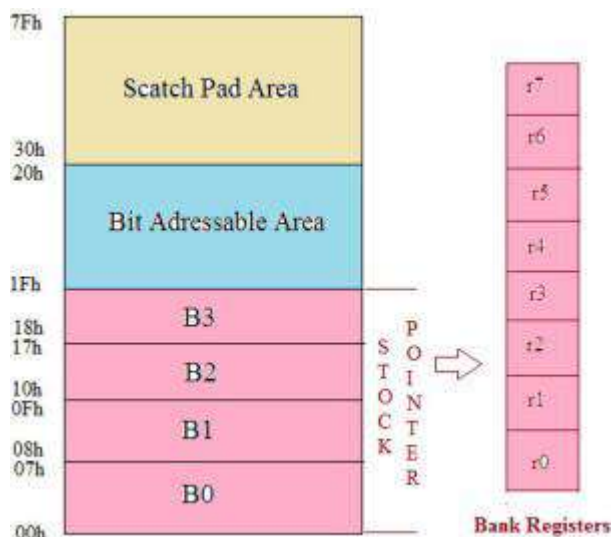 7Fh
Scatch Pad Area
30h
20h
Bit Adressable Area
1Fh
B3
18h
17h
B2
10h
0Fh
B1
08h
07h
B0
00h
STOCK
POINTER
r7
r6
r5
r4
r3
r2
r1
r0
Bank Registers